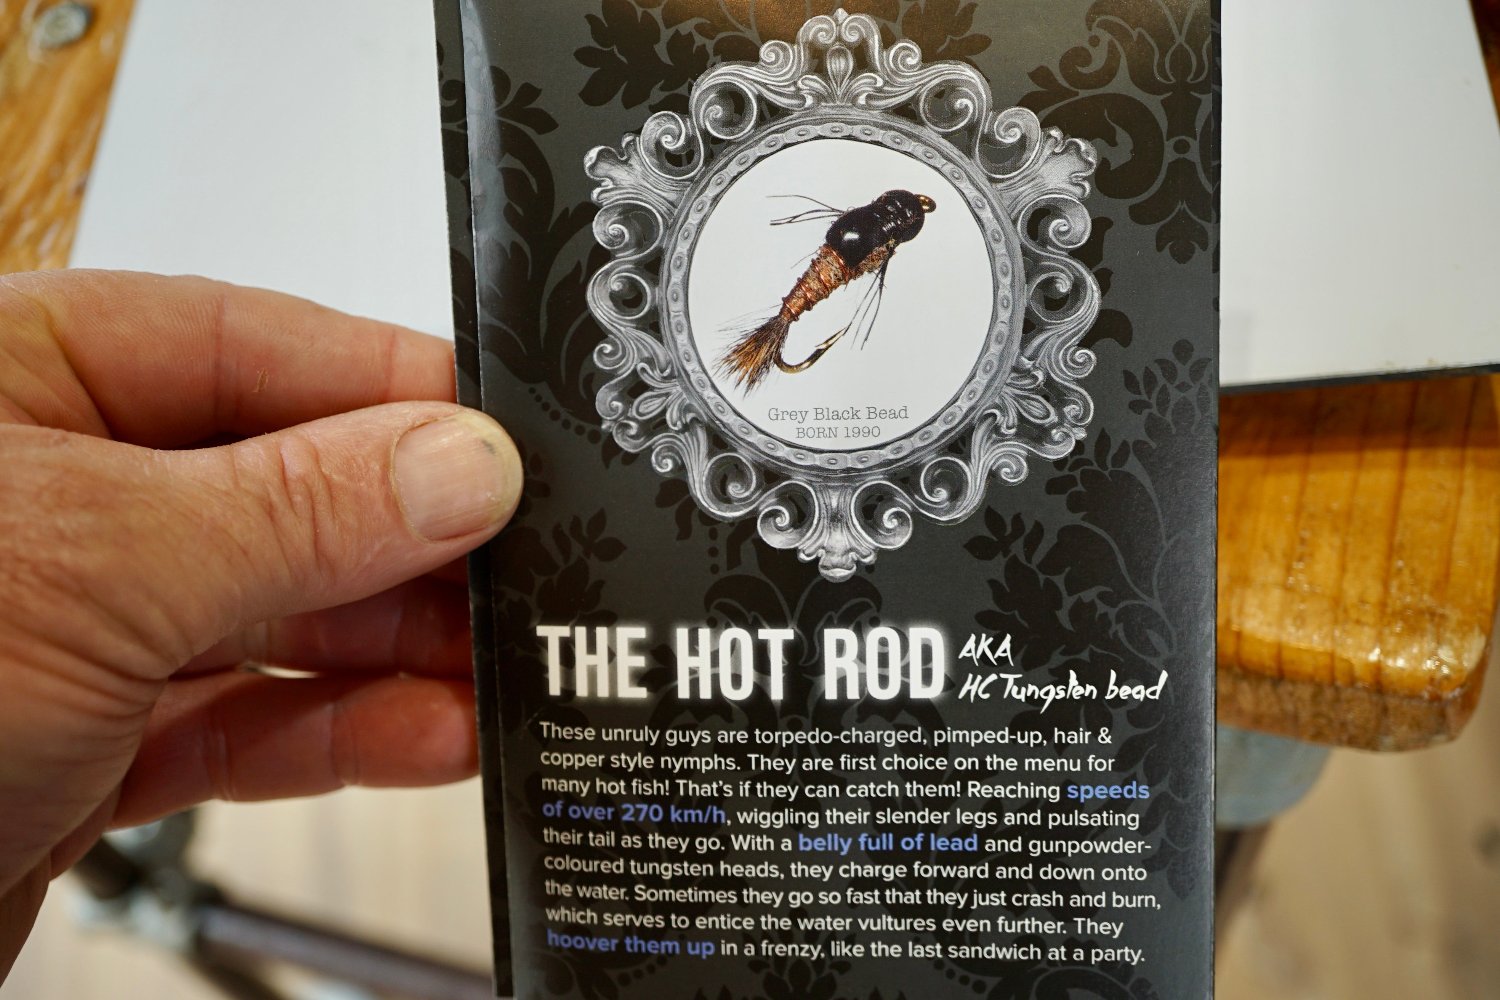 Grey Black Bead
BORN 1990
THE HOT ROD AKA
HC Tungsten bead
These unruly guys are torpedo-charged, pimped-up, hair &
copper style nymphs. They are first choice on the menu for
many hot fish! That's if they can catch them! Reaching speeds
of over 270 km/h, wiggling their slender legs and pulsating
their tail as they go. With a belly full of lead and gunpowder-
coloured tungsten heads, they charge forward and down onto
the water. Sometimes they go so fast that they just crash and burn,
which serves to entice the water vultures even further. They
hoover them up in a frenzy, like the last sandwich at a party.